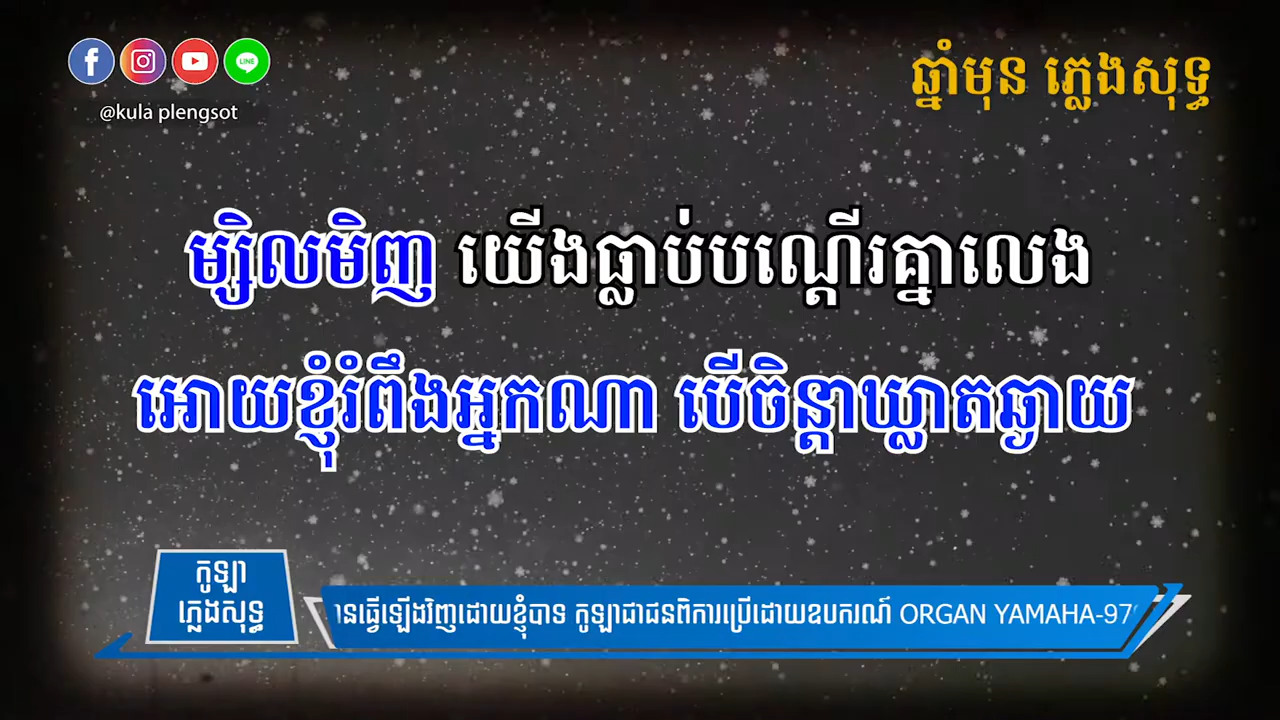 @kula plengsot
ឆ្នាំមុន ភ្លេងសុទ្ធ
ម្សិលមិញ យើងធ្លាប់បណ្ដើរគ្នាលេង
អោយខ្ញុំរំពឹងអ្នកណា បើចិន្ដាឃ្លាតឆ្ងាយ
កូឡា
ភ្លេងសុទ្ធ
ានធ្វើឡើងវិញដោយខ្ញុំបាទ កូឡាជាជនពិការប្រើដោយឧបករណ៍ ORGAN YAMAHA-97